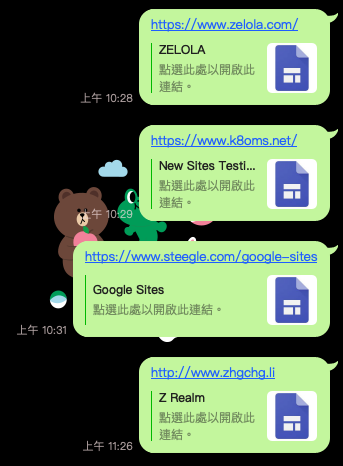 https://www.zelola.com/
ZELOLA
點選此處以開啟此
連結。
上午 10:28
https://www.k8oms.net/
New Sites Testi...
點選此處以開啟此
連結。
上午 10:29
https://www.steegle.com/google-sites
Google Sites
點選此處以開啟此連結。
上午 10:31
http://www.zhgchg.li
Z Realm
點選此處以開啟此
連結。
上午 11:26